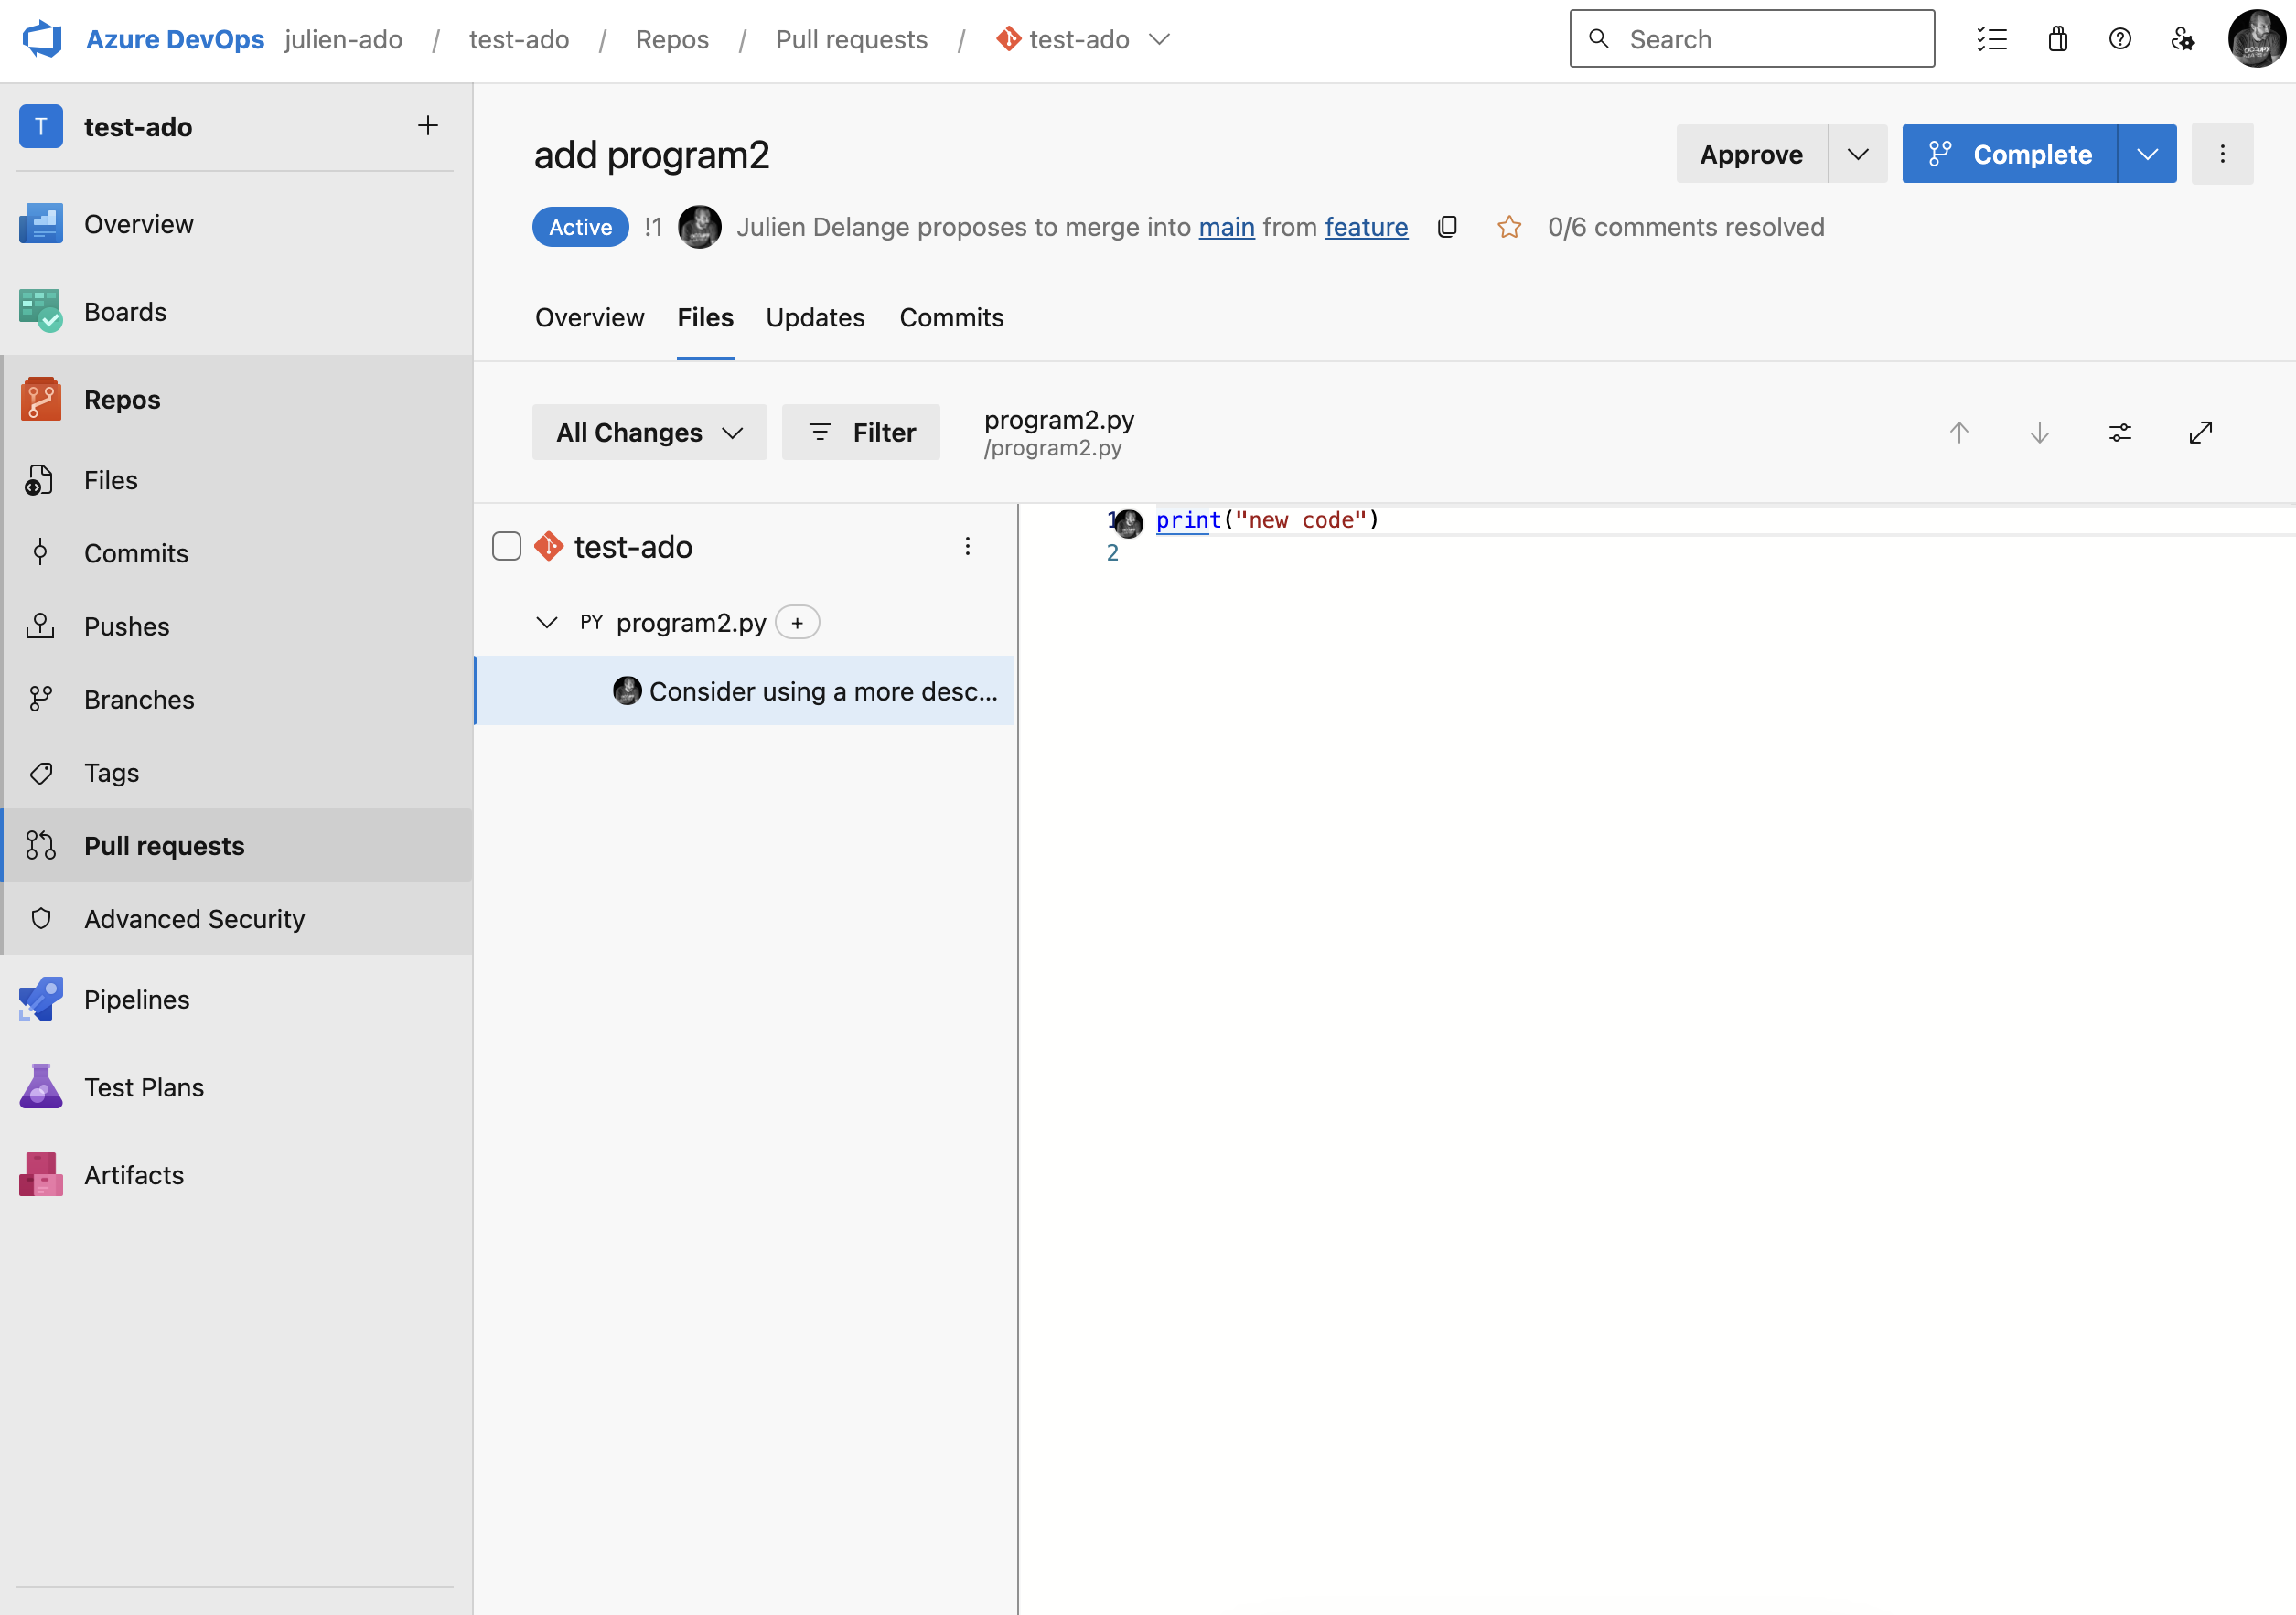 Azure DevOps julien-ado / test-ado / Repos / Pull requests / test-ado
Search
T test-ado
Overview
Boards
Repos
Files
Commits
Pushes
Branches
Tags
Pull requests
Advanced Security
Pipelines
Test Plans
Artifacts
add program2
Approve
Complete
Active !1 Julien Delange proposes to merge into main from feature 0/6 comments resolved
Overview Files Updates Commits
All Changes Filter
program2.py
/program2.py
test-ado
PY program2.py +
Consider using a more desc...
1 print("new code")
2